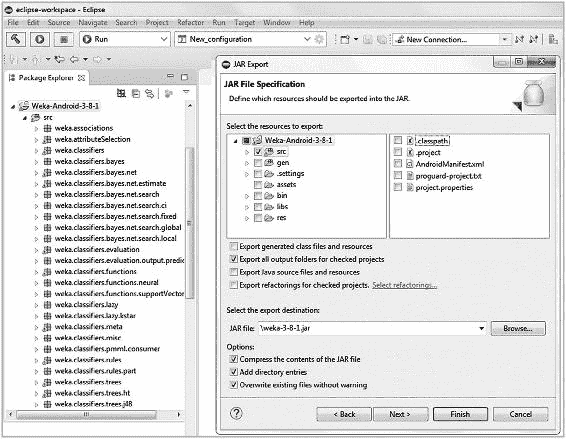 eclipse-workspace - Eclipse
File Edit Source Navigate Search Project Refactor Run Target Window Help
Run
New_configuration
New Connection...
Package Explorer
Weka-Android-3-8-1
src
weka.associations
weka.attributeSelection
weka.classifiers
weka.classifiers.bayes
weka.classifiers.bayes.net
weka.classifiers.bayes.net.estimate
weka.classifiers.bayes.net.search
weka.classifiers.bayes.net.search.ci
weka.classifiers.bayes.net.search.fixed
weka.classifiers.bayes.net.search.global
weka.classifiers.bayes.net.search.local
weka.classifiers.evaluation
weka.classifiers.evaluation.output.predic
weka.classifiers.functions
weka.classifiers.functions.neural
weka.classifiers.functions.supportVector
weka.classifiers.lazy
weka.classifiers.lazy.kstar
weka.classifiers.meta
weka.classifiers.misc
weka.classifiers.pmml.consumer
weka.classifiers.rules
weka.classifiers.rules.part
weka.classifiers.trees
weka.classifiers.trees.ht
weka.classifiers.trees.j48
JAR Export
JAR File Specification
Define which resources should be exported into the JAR.
Select the resources to export:
Weka-Android-3-8-1
src
gen
.settings
assets
bin
libs
res
.classpath
.project
AndroidManifest.xml
proguard-project.txt
project.properties
Export generated class files and resources
Export all output folders for checked projects
Export Java source files and resources
Export refactorings for checked projects. Select refactorings...
Select the export destination:
JAR file: \weka-3-8-1.jar
Browse...
Options:
Compress the contents of the JAR file
Add directory entries
Overwrite existing files without warning
? < Back Next > Finish Cancel